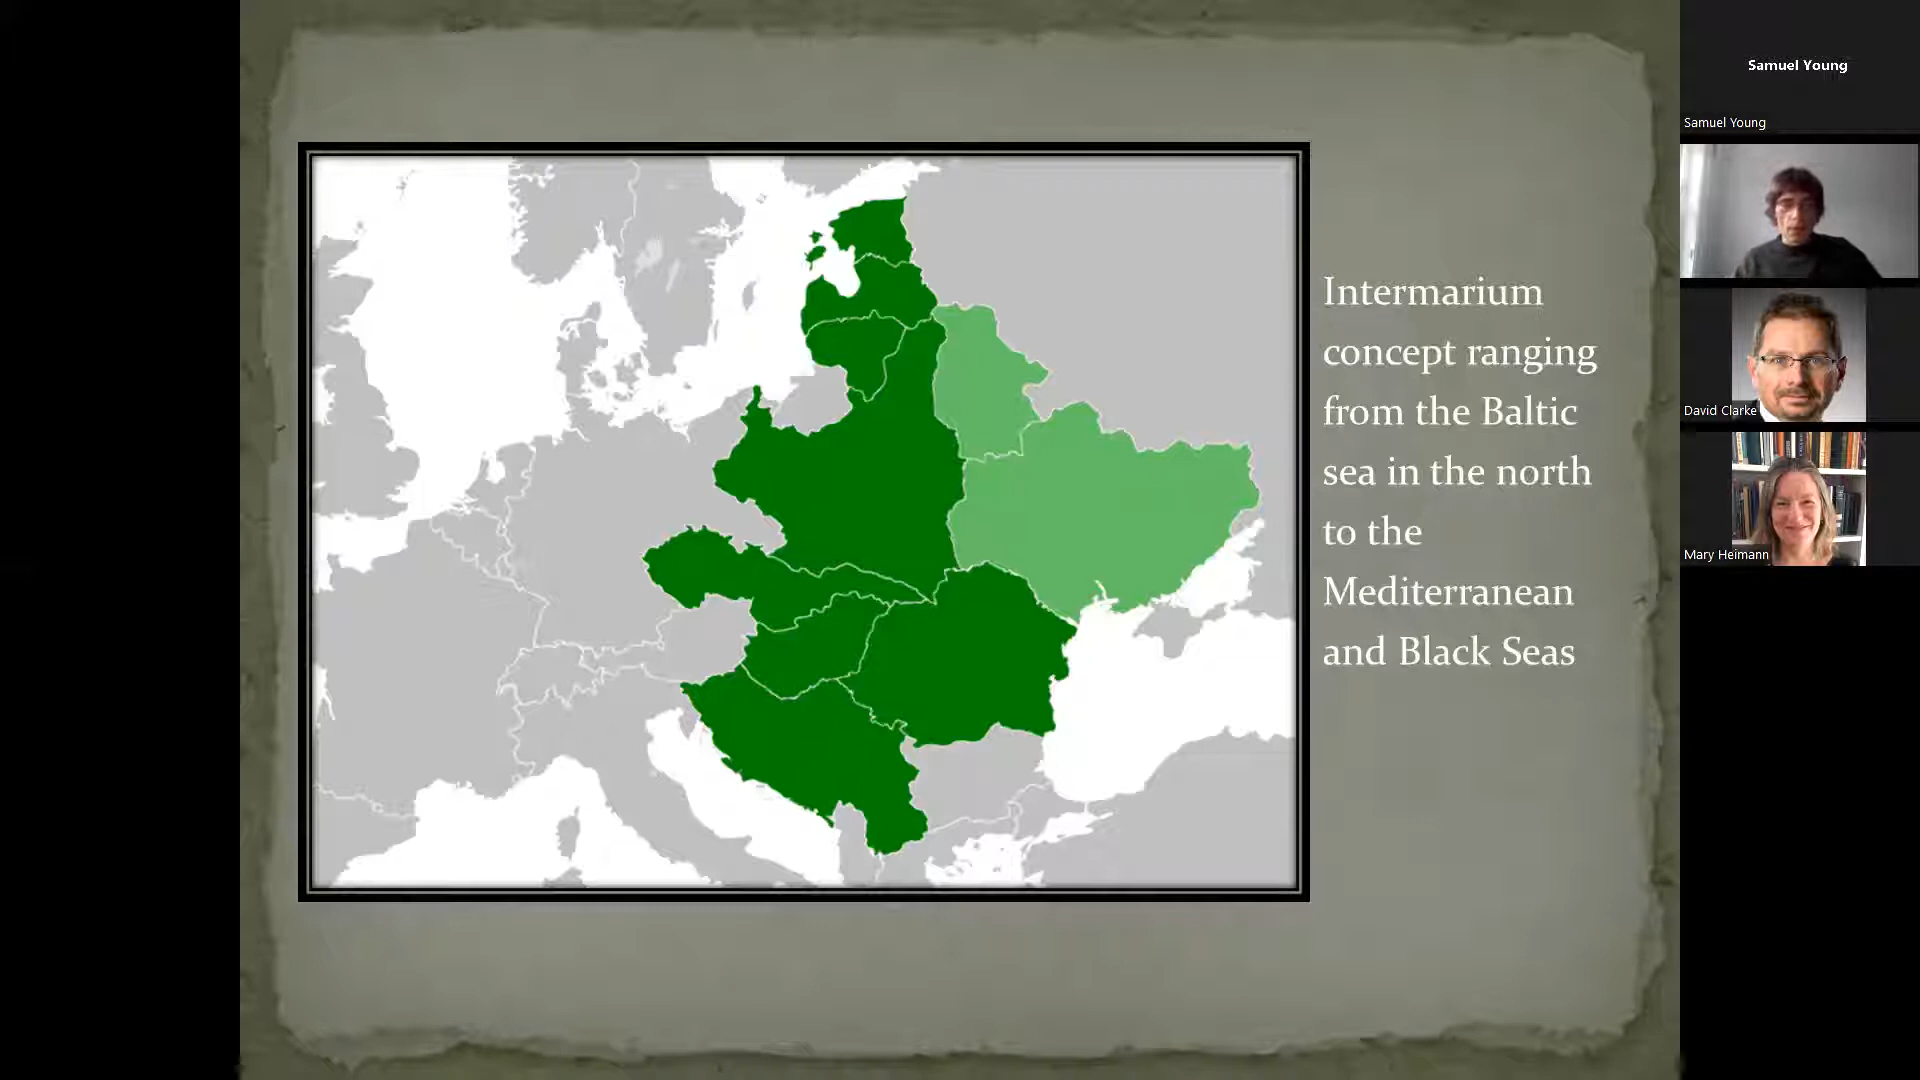 Intermarium
concept ranging
from the Baltic
sea in the north
to the
Mediterranean
and Black Seas
Samuel Young
Samuel Young
David Clarke
Mary Heimann